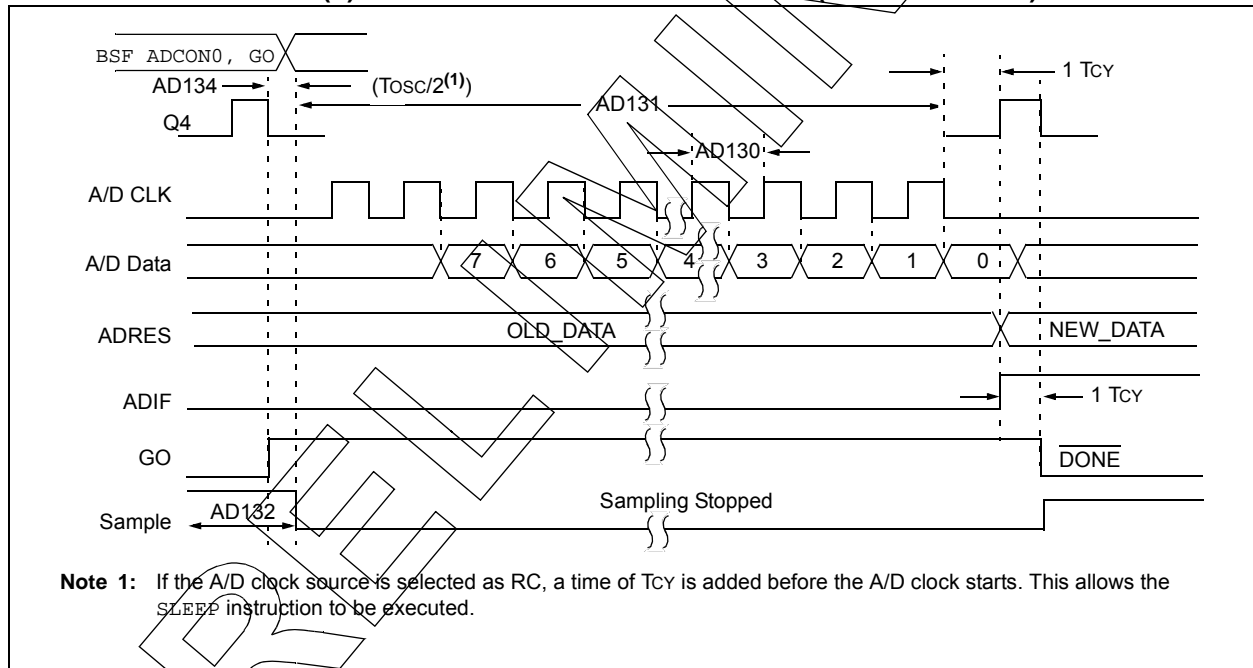 BSF ADCON0, GO
AD134 (TOSC/2(1)) 1 TCY
AD131
Q4
AD130
A/D CLK
A/D Data 7 6 5 4 3 2 1 0
ADRES OLD_DATA NEW_DATA
ADIF 1 TCY
GO DONE
Sample AD132 Sampling Stopped
Note 1: If the A/D clock source is selected as RC, a time of TCY is added before the A/D clock starts. This allows the
SLEEP instruction to be executed.